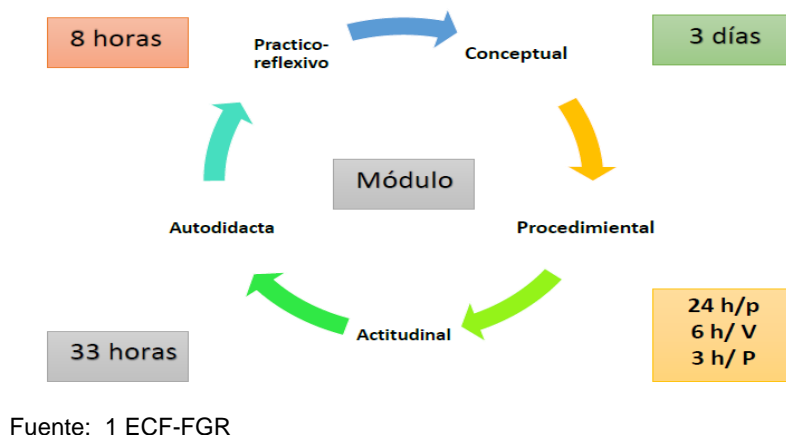 8 horas
Practico-
reflexivo
Conceptual
3 días
Módulo
Autodidacta
Procedimiental
Actitudinal
33 horas
24 h/p
6 h/ V
3 h/ P
Fuente:  1 ECF-FGR